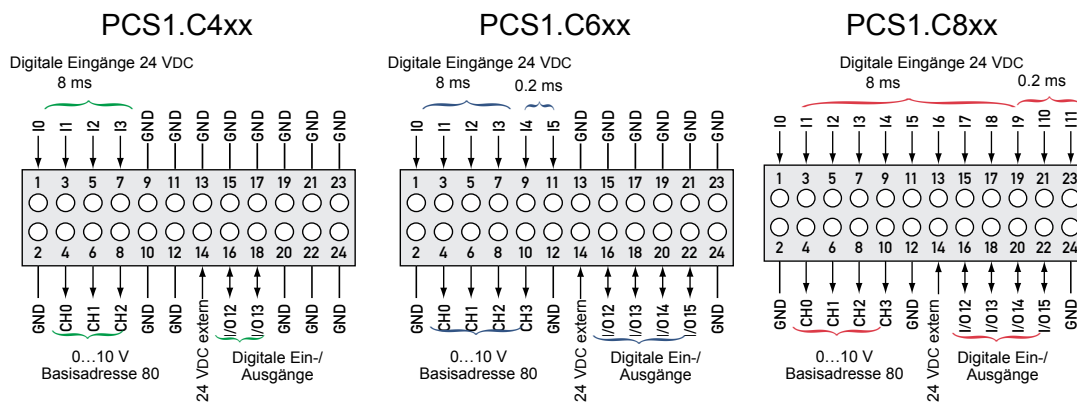 PCS1.C4xx
Digitale Eingänge 24 VDC
8 ms
I0 I1 I2 I3 GND GND GND GND GND GND GND GND
1 3 5 7 9 11 13 15 17 19 21 23
2 4 6 8 10 12 14 16 18 20 22 24
GND CH0 CH1 CH2 GND GND 24 VDC extern I/O12 I/O13 GND GND GND
0…10 V
Basisadresse 80
Digitale Ein-/
Ausgänge
PCS1.C6xx
Digitale Eingänge 24 VDC
8 ms 0.2 ms
I0 I1 I2 I3 I4 I5 GND GND GND GND GND GND
1 3 5 7 9 11 13 15 17 19 21 23
2 4 6 8 10 12 14 16 18 20 22 24
GND CH0 CH1 CH2 CH3 GND 24 VDC extern I/O12 I/O13 I/O14 I/O15 GND
0…10 V
Basisadresse 80
Digitale Ein-/
Ausgänge
PCS1.C8xx
Digitale Eingänge 24 VDC
8 ms 0.2 ms
I0 I1 I2 I3 I4 I5 I6 I7 I8 I9 I10 I11
1 3 5 7 9 11 13 15 17 19 21 23
2 4 6 8 10 12 14 16 18 20 22 24
GND CH0 CH1 CH2 CH3 GND 24 VDC extern I/O12 I/O13 I/O14 I/O15 GND
0…10 V
Basisadresse 80
Digitale Ein-/
Ausgänge